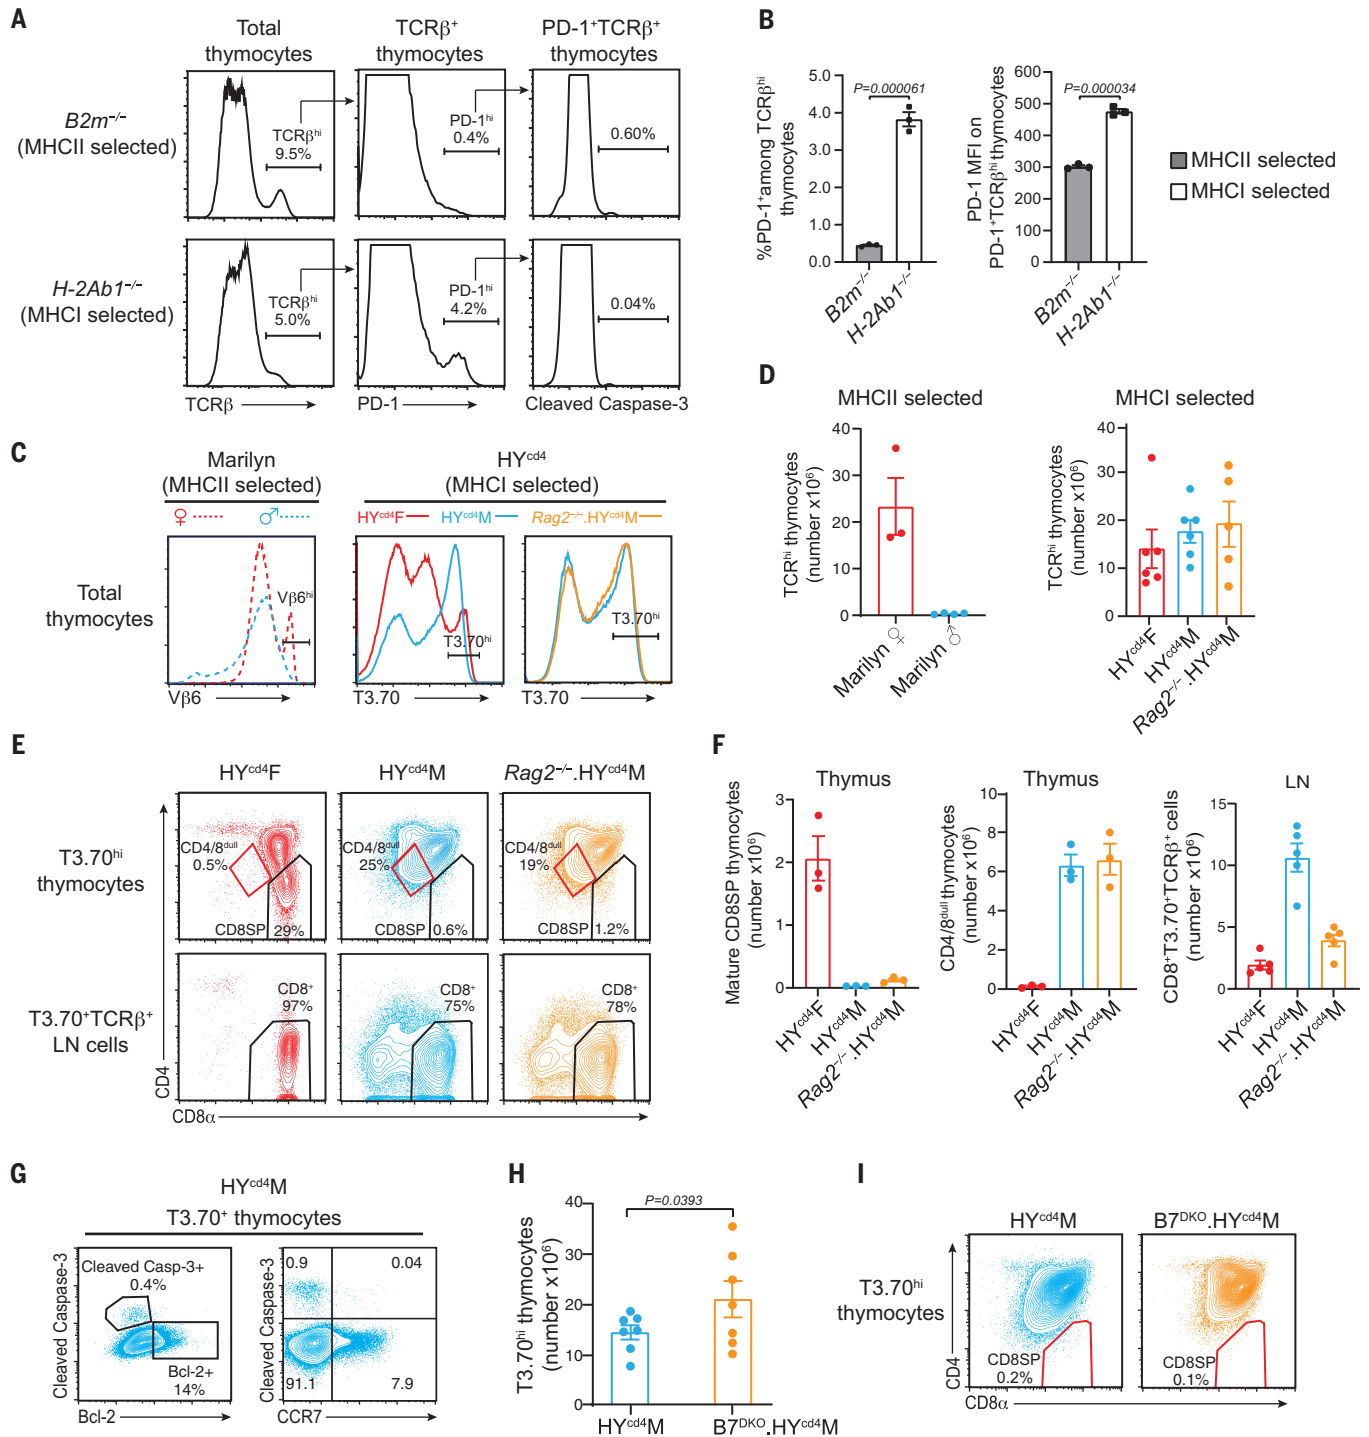 A
Total
thymocytes
TCRβ+
thymocytes
PD-1+TCRβ+
thymocytes
B2m−/−
(MHCII selected)
TCRβhi
9.5%
PD-1hi
0.4%
0.60%
H-2Ab1−/−
(MHCI selected)
TCRβhi
5.0%
PD-1hi
4.2%
0.04%
TCRβ
PD-1
Cleaved Caspase-3
B
%PD-1+among TCRβhi
thymocytes
5.0
4.0
3.0
2.0
1.0
0.0
P=0.000061
B2m−/−
H-2Ab1−/−
PD-1 MFI on
PD-1+TCRβhi thymocytes
600
500
400
300
200
100
0
P=0.000034
B2m−/−
H-2Ab1−/−
MHCII selected
MHCI selected
C
Marilyn
(MHCII selected)
HYcd4
(MHCI selected)
♀
♂
HYcd4F
HYcd4M
Rag2−/−.HYcd4M
Total
thymocytes
Vβ6hi
T3.70hi
T3.70hi
Vβ6
T3.70
T3.70
D
MHCII selected
MHCI selected
TCRhi thymocytes
(number x10⁶)
40
30
20
10
0
Marilyn ♀
Marilyn ♂
TCRhi thymocytes
(number x10⁶)
40
30
20
10
0
HYcd4F
HYcd4M
Rag2−/−.HYcd4M
E
HYcd4F
HYcd4M
Rag2−/−.HYcd4M
T3.70hi
thymocytes
CD4/8dull
0.5%
CD8SP
29%
CD4/8dull
25%
CD8SP
0.6%
CD4/8dull
19%
CD8SP
1.2%
T3.70+TCRβ+
LN cells
CD8+
97%
CD8+
75%
CD8+
78%
CD4
CD8α
F
Thymus
Thymus
LN
Mature CD8SP thymocytes
(number x10⁶)
3
2
1
0
HYcd4F
HYcd4M
Rag2−/−.HYcd4M
CD4/8dull thymocytes
(number x10⁶)
10
8
6
4
2
0
HYcd4F
HYcd4M
Rag2−/−.HYcd4M
CD8+T3.70+TCRβ+ cells
(number x10⁶)
15
10
5
0
HYcd4F
HYcd4M
Rag2−/−.HYcd4M
G
HYcd4M
T3.70+ thymocytes
Cleaved Caspase-3
Cleaved Casp-3+
0.4%
Bcl-2+
14%
Bcl-2
Cleaved Caspase-3
0.9
0.04
91.1
7.9
CCR7
H
T3.70hi thymocytes
(number x10⁶)
40
30
20
10
0
P=0.0393
HYcd4M
B7DKO.HYcd4M
I
HYcd4M
B7DKO.HYcd4M
T3.70hi
thymocytes
CD8SP
0.2%
CD8SP
0.1%
CD4
CD8α